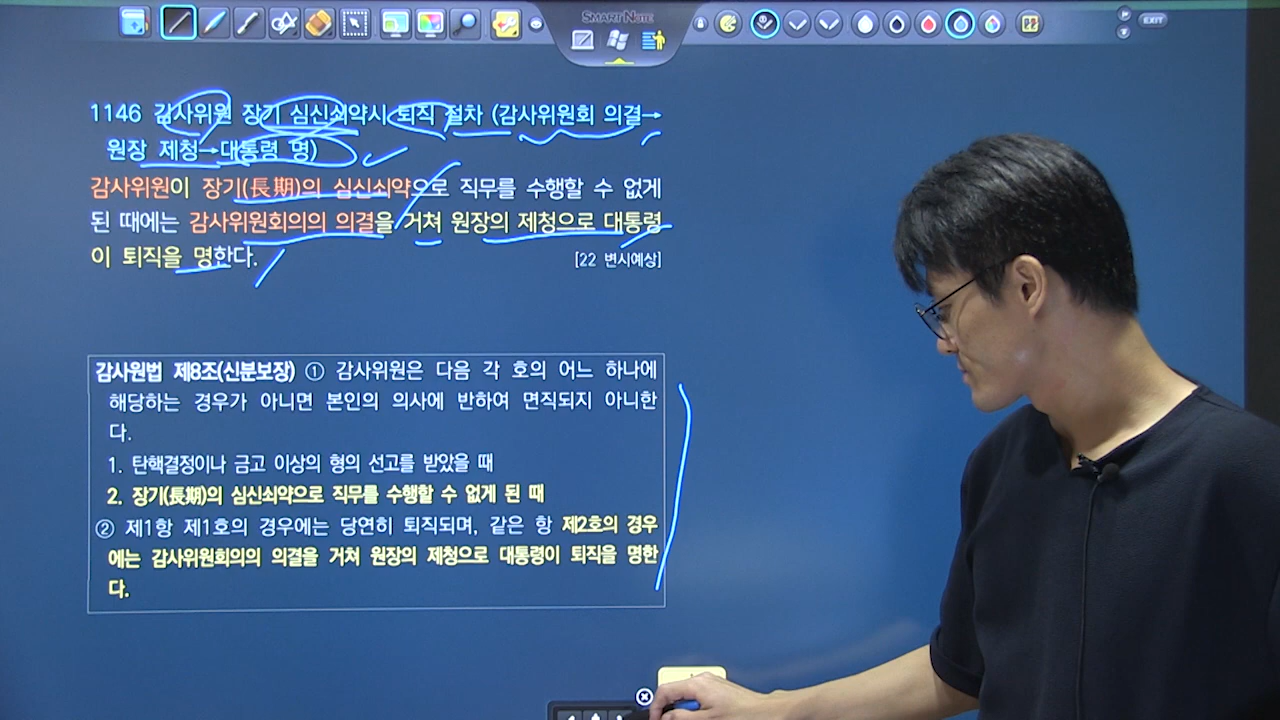 SMART NOTE
EXIT
1146 감사위원 장기 심신쇠약시 퇴직 절차 (감사위원회 의결→
원장 제청→대통령 명)
감사위원이 장기(長期)의 심신쇠약으로 직무를 수행할 수 없게
된 때에는 감사위원회의의 의결을 거쳐 원장의 제청으로 대통령
이 퇴직을 명한다.
[22 변시예상]
감사원법 제8조(신분보장) ① 감사위원은 다음 각 호의 어느 하나에
해당하는 경우가 아니면 본인의 의사에 반하여 면직되지 아니한
다.
1. 탄핵결정이나 금고 이상의 형의 선고를 받았을 때
2. 장기(長期)의 심신쇠약으로 직무를 수행할 수 없게 된 때
② 제1항 제1호의 경우에는 당연히 퇴직되며, 같은 항 제2호의 경우
에는 감사위원회의의 의결을 거쳐 원장의 제청으로 대통령이 퇴직을 명한
다.